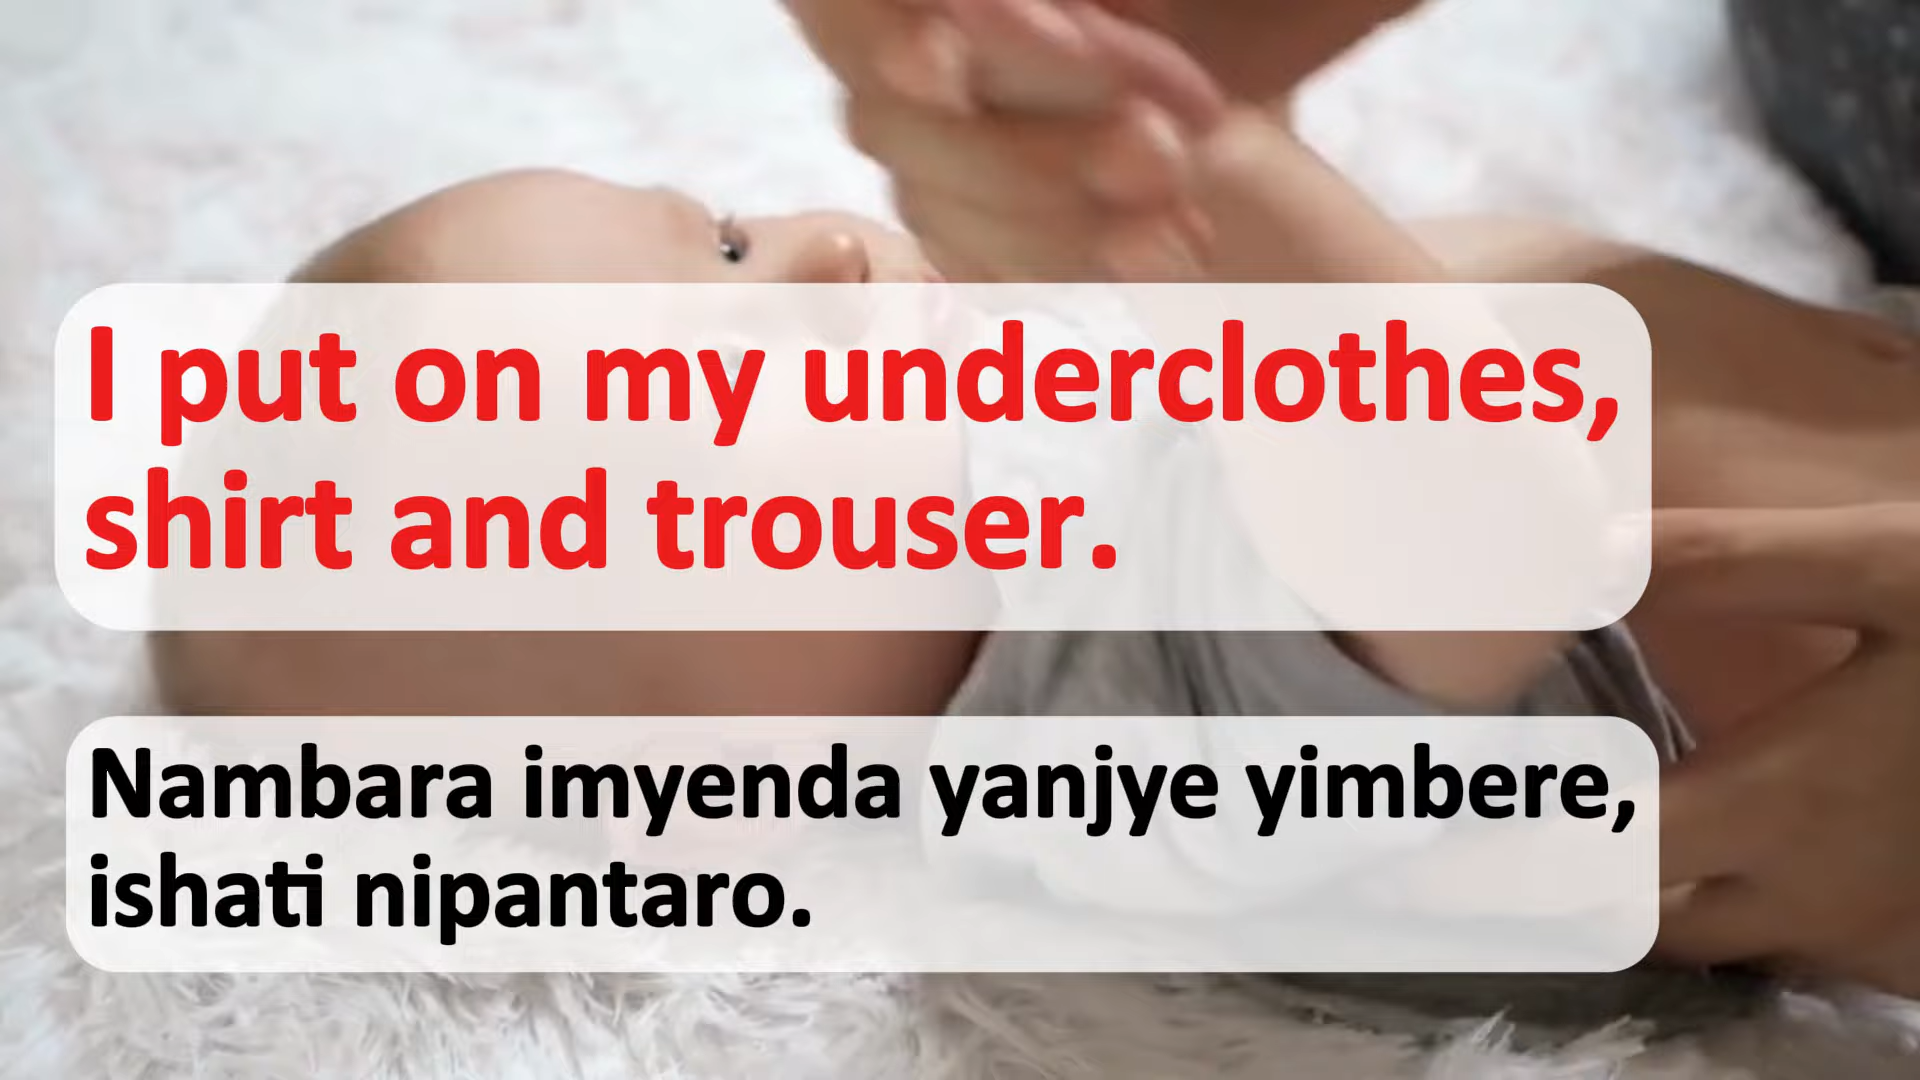 I put on my underclothes,
shirt and trouser.
Nambara imyenda yanjye yimbere,
ishati nipantaro.